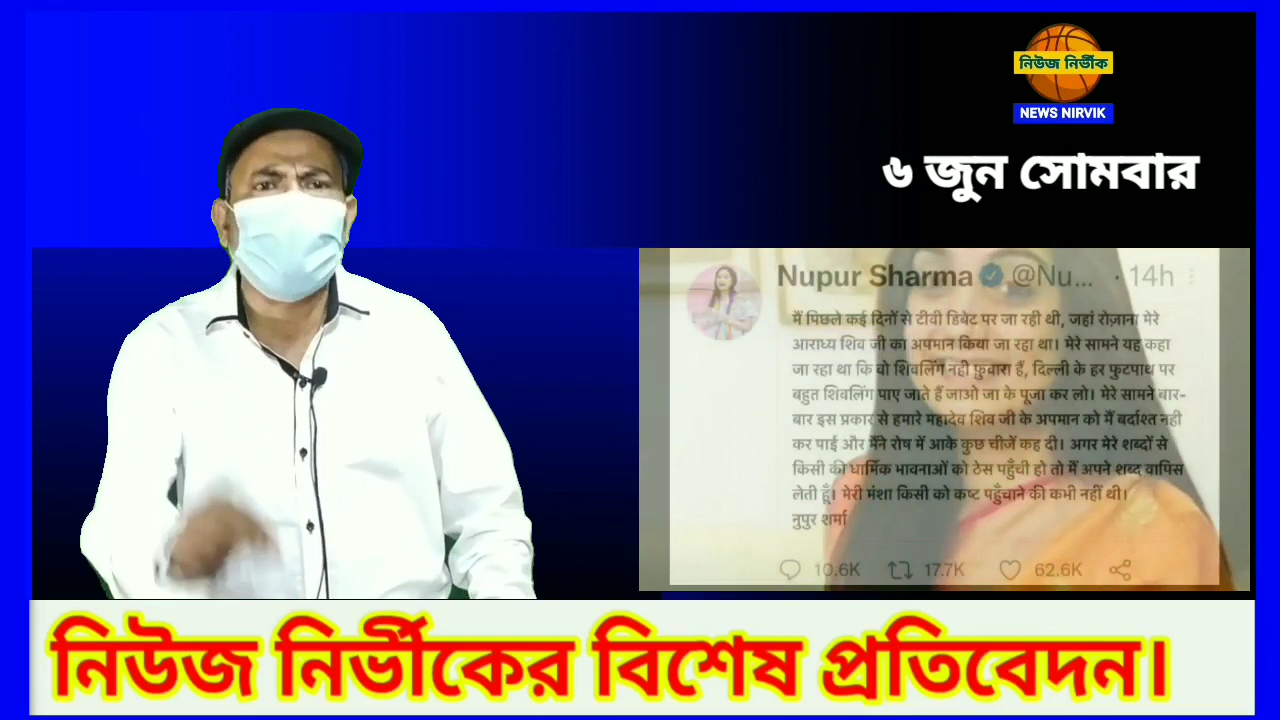 নিউজ নির্ভীক
NEWS NIRVIK
৬ জুন সোমবার
Nupur Sharma @Nu... · 14h
मैं पिछले कई दिनों से टीवी डिबेट पर जा रही थी, जहां रोज़ाना मेरे
आराध्य शिव जी का अपमान किया जा रहा था। मेरे सामने यह कहा
जा रहा था कि वो शिवलिंग नही फ़ुवारा हैं, दिल्ली के हर फुटपाथ पर
बहुत शिवलिंग पाए जाते हैं जाओ जा के पूजा कर लो। मेरे सामने बार-
बार इस प्रकार से हमारे महादेव शिव जी के अपमान को मैं बर्दाश्त नही
कर पाई और मैंने रोष में आके कुछ चीजें कह दी। अगर मेरे शब्दों से
किसी की धार्मिक भावनाओं को ठेस पहुँची हो तो मैं अपने शब्द वापिस
लेती हूँ। मेरी मंशा किसी को कष्ट पहुँचाने की कभी नहीं थी।
नुपुर शर्मा
10.6K 17.7K 62.6K
নিউজ নির্ভীকের বিশেষ প্রতিবেদন।